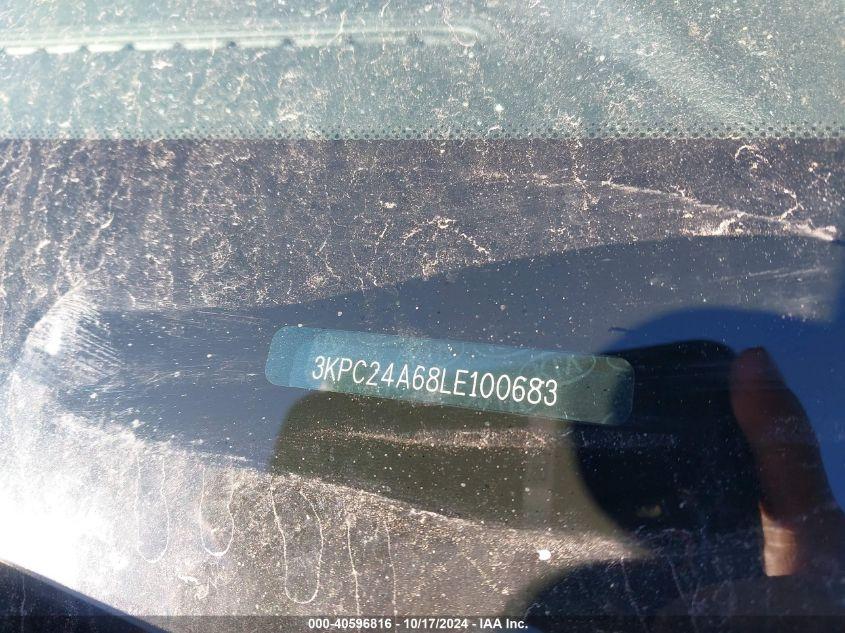 3KPC24A68LE100683
000-40596816 - 10/17/2024 - IAA Inc.